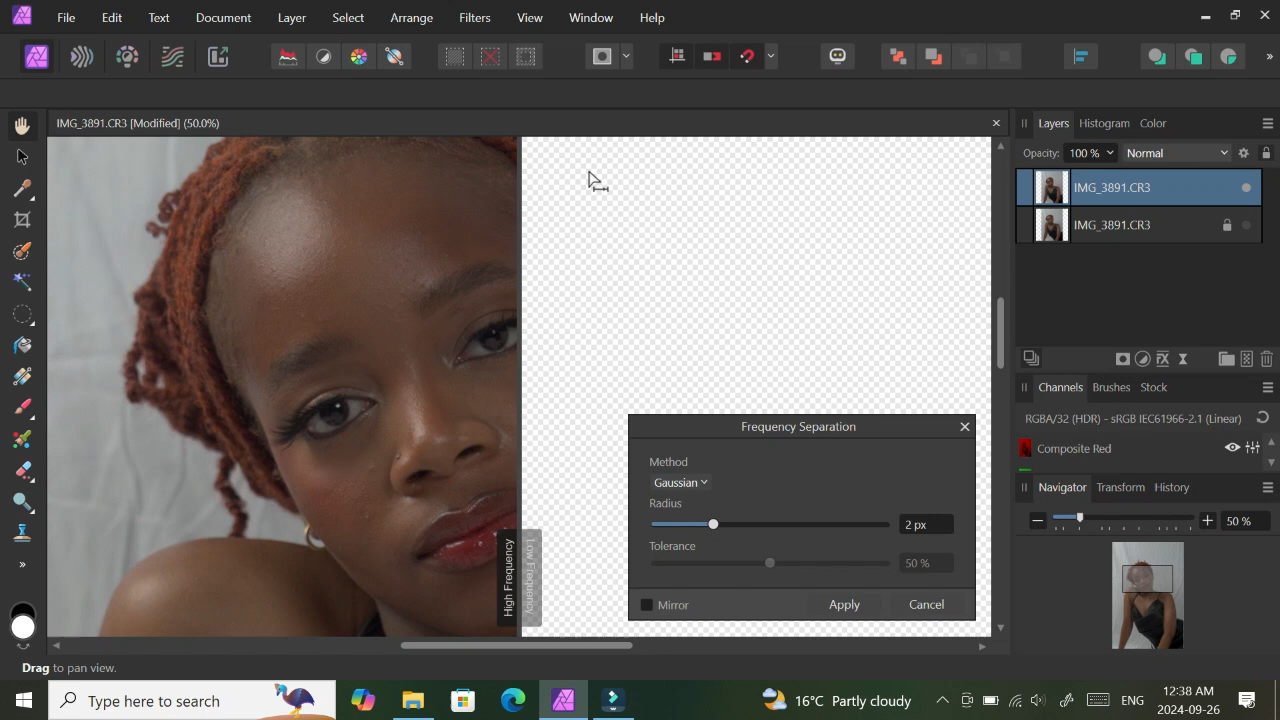 File Edit Text Document Layer Select Arrange Filters View Window Help
IMG_3891.CR3 [Modified] (50.0%)
Layers Histogram Color
Opacity: 100 % Normal
IMG_3891.CR3
IMG_3891.CR3
Channels Brushes Stock
RGBA/32 (HDR) - sRGB IEC61966-2.1 (Linear)
Composite Red
Navigator Transform History
50 %
Frequency Separation
Method
Gaussian
Radius
2 px
Tolerance
50 %
Mirror Apply Cancel
High Frequency
Low Frequency
Drag to pan view.
Type here to search
16°C Partly cloudy
ENG
12:38 AM
2024-09-26